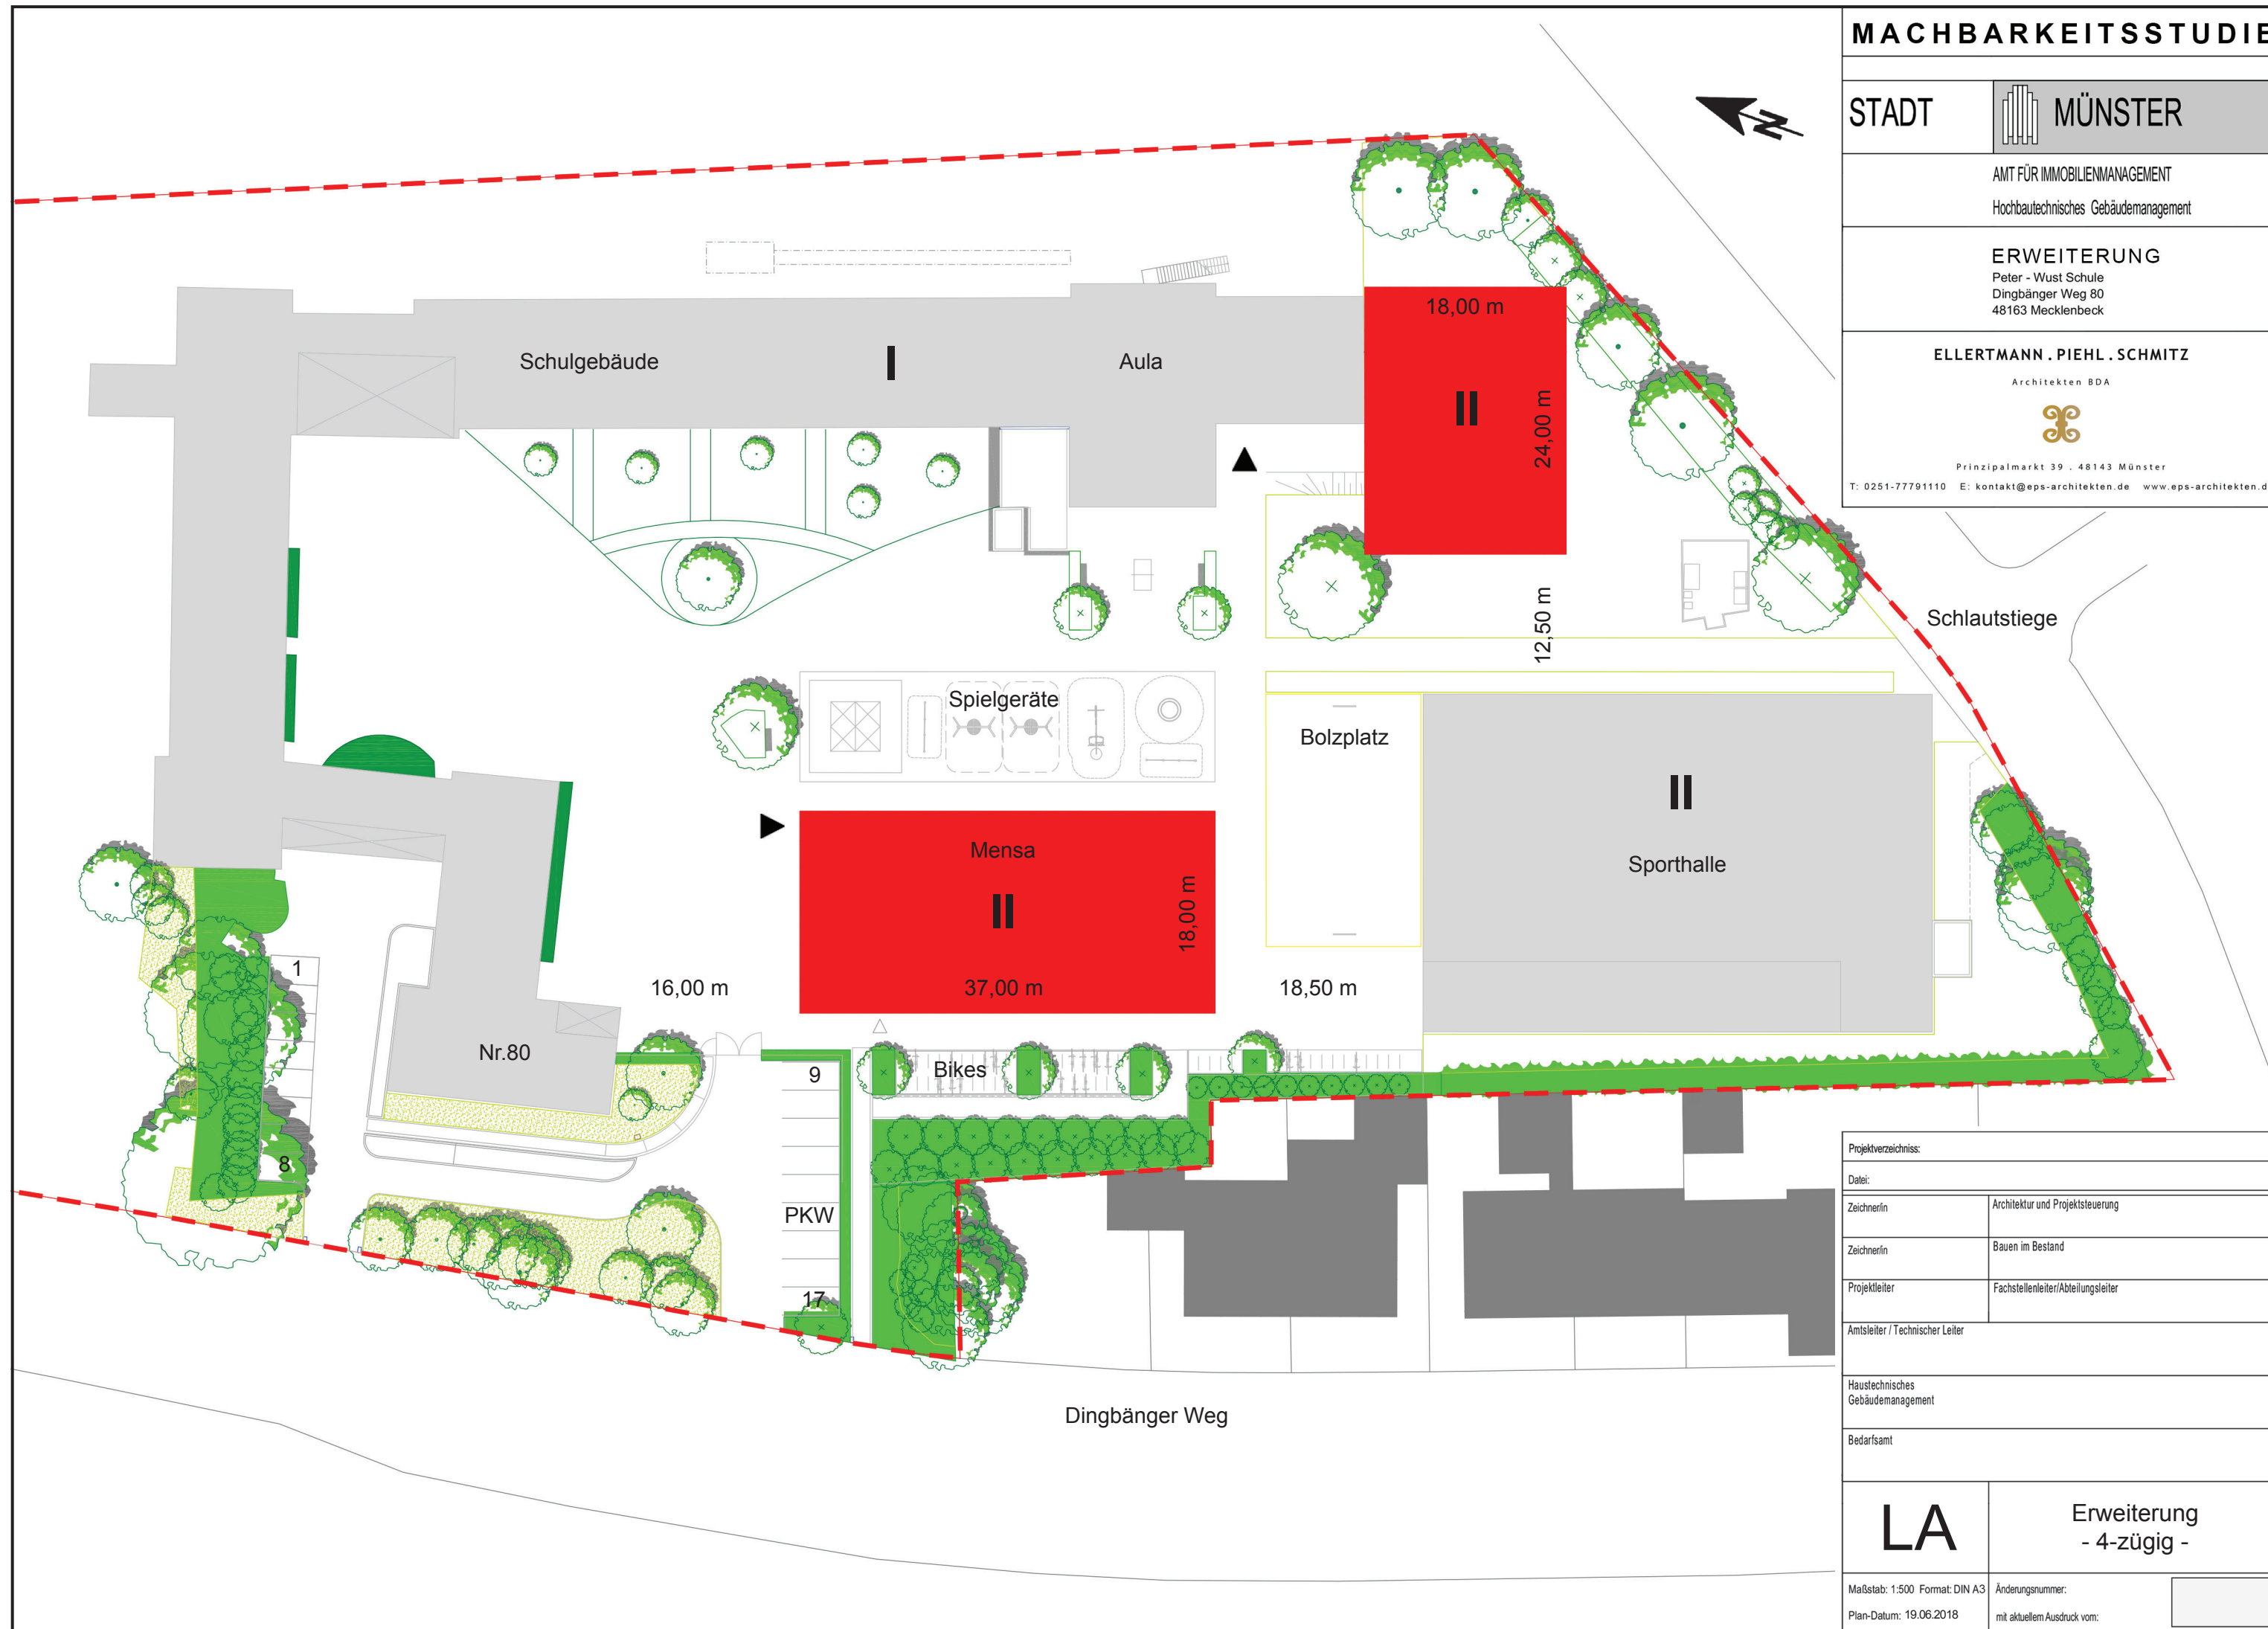 MACHBARKEITSSTUDIE
STADT
MÜNSTER
AMT FÜR IMMOBILIENMANAGEMENT
Hochbautechnisches Gebäudemanagement
ERWEITERUNG
Peter - Wust Schule
Dingbänger Weg 80
48163 Mecklenbeck
ELLERTMANN . PIEHL . SCHMITZ
Architekten BDA
Prinzipalmarkt 39 . 48143 Münster
T: 0251-77791110 E: kontakt@eps-architekten.de www.eps-architekten.d
N
18,00 m
Schulgebäude
I
Aula
II
24,00 m
12,50 m
Schlautstiege
Spielgeräte
Bolzplatz
II
Sporthalle
Mensa
II
18,00 m
1
16,00 m
37,00 m
18,50 m
Nr.80
9
Bikes
8
PKW
17
Dingbänger Weg
Projektverzeichniss:
Datei:
Zeichner/in
Architektur und Projektsteuerung
Zeichner/in
Bauen im Bestand
Projektleiter
Fachstellenleiter/Abteilungsleiter
Amtsleiter / Technischer Leiter
Haustechnisches
Gebäudemanagement
Bedarfsamt
LA
Erweiterung
- 4-zügig -
Maßstab: 1:500 Format: DIN A3
Änderungsnummer:
Plan-Datum: 19.06.2018
mit aktuellem Ausdruck vom: